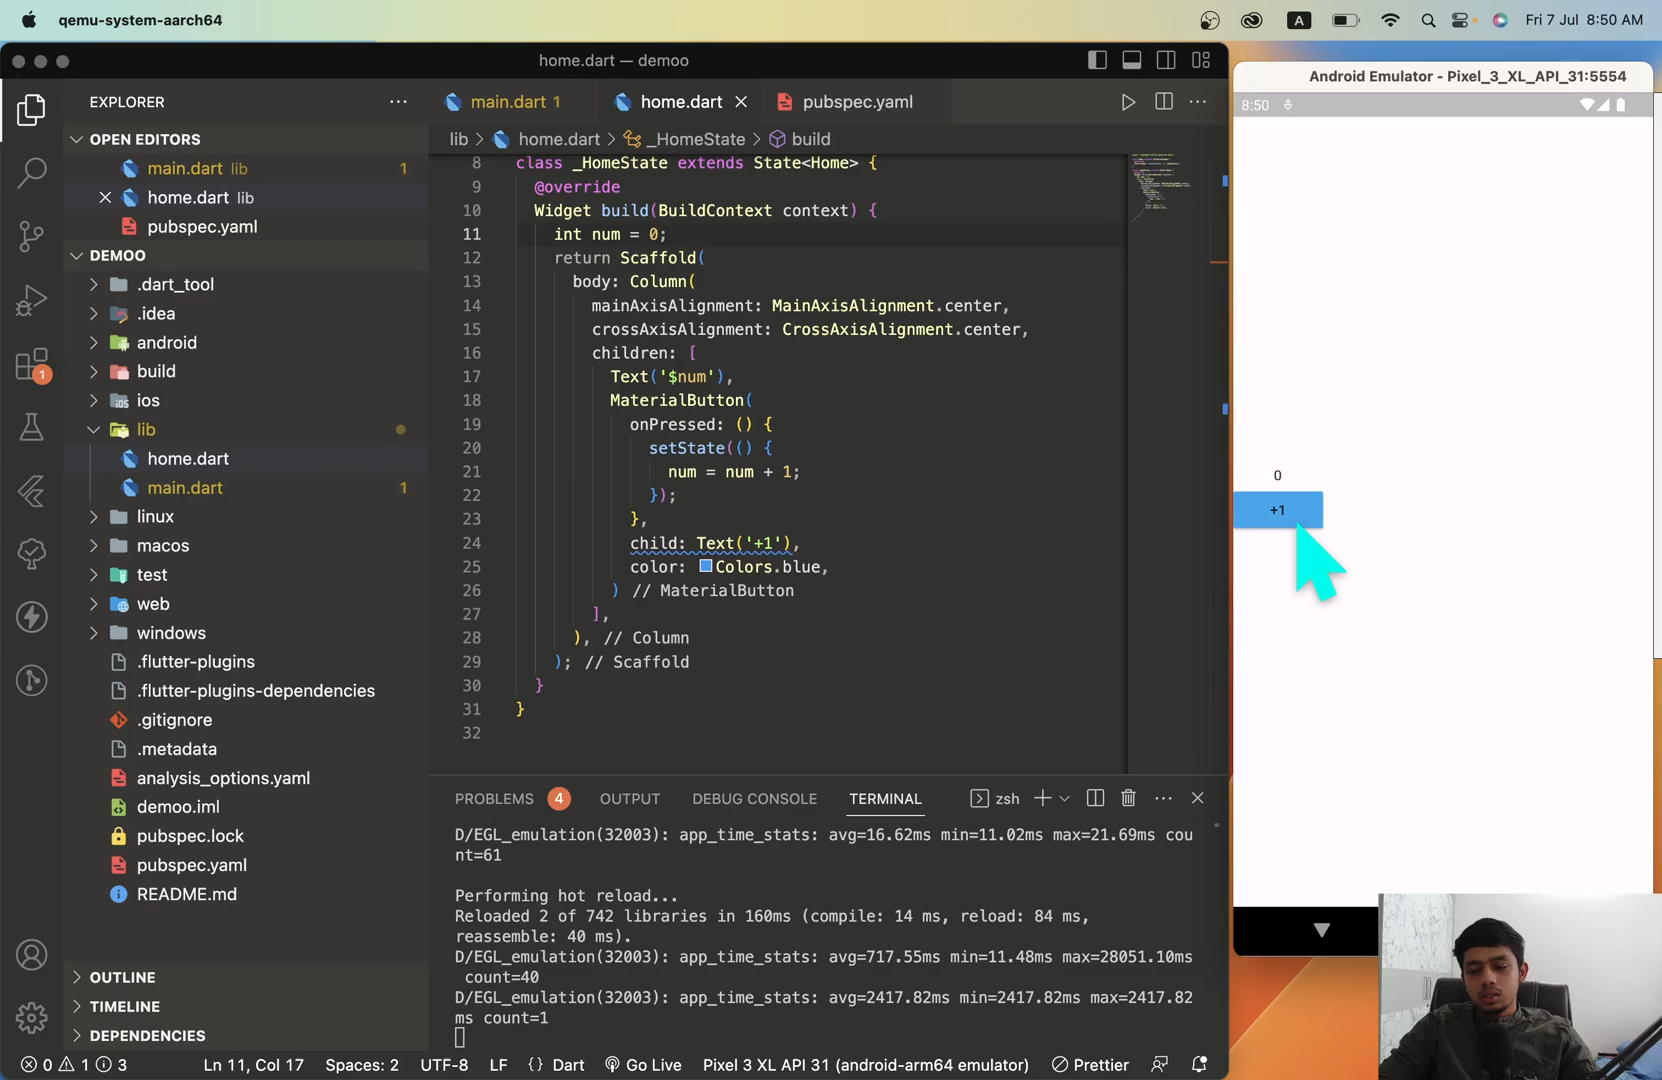 qemu-system-aarch64
A
Fri 7 Jul 8:50 AM
home.dart — demoo
Android Emulator - Pixel_3_XL_API_31:5554
8:50
EXPLORER
main.dart 1
home.dart
pubspec.yaml
OPEN EDITORS
main.dart lib 1
home.dart lib
pubspec.yaml
DEMOO
.dart_tool
.idea
android
build
ios
lib
home.dart
main.dart 1
linux
macos
test
web
windows
.flutter-plugins
.flutter-plugins-dependencies
.gitignore
.metadata
analysis_options.yaml
demoo.iml
pubspec.lock
pubspec.yaml
README.md
OUTLINE
TIMELINE
DEPENDENCIES
1
lib > home.dart > _HomeState > build
8 class _HomeState extends State<Home> {
9 @override
10 Widget build(BuildContext context) {
11 int num = 0;
12 return Scaffold(
13 body: Column(
14 mainAxisAlignment: MainAxisAlignment.center,
15 crossAxisAlignment: CrossAxisAlignment.center,
16 children: [
17 Text('$num'),
18 MaterialButton(
19 onPressed: () {
20 setState(() {
21 num = num + 1;
22 });
23 },
24 child: Text('+1'),
25 color: Colors.blue,
26 ) // MaterialButton
27 ],
28 ), // Column
29 ); // Scaffold
30 }
31 }
32
PROBLEMS 4 OUTPUT DEBUG CONSOLE TERMINAL zsh
D/EGL_emulation(32003): app_time_stats: avg=16.62ms min=11.02ms max=21.69ms cou
nt=61
Performing hot reload...
Reloaded 2 of 742 libraries in 160ms (compile: 14 ms, reload: 84 ms,
reassemble: 40 ms).
D/EGL_emulation(32003): app_time_stats: avg=717.55ms min=11.48ms max=28051.10ms
count=40
D/EGL_emulation(32003): app_time_stats: avg=2417.82ms min=2417.82ms max=2417.82
ms count=1
0
+1
0 1 3 Ln 11, Col 17 Spaces: 2 UTF-8 LF {} Dart Go Live Pixel 3 XL API 31 (android-arm64 emulator) Prettier